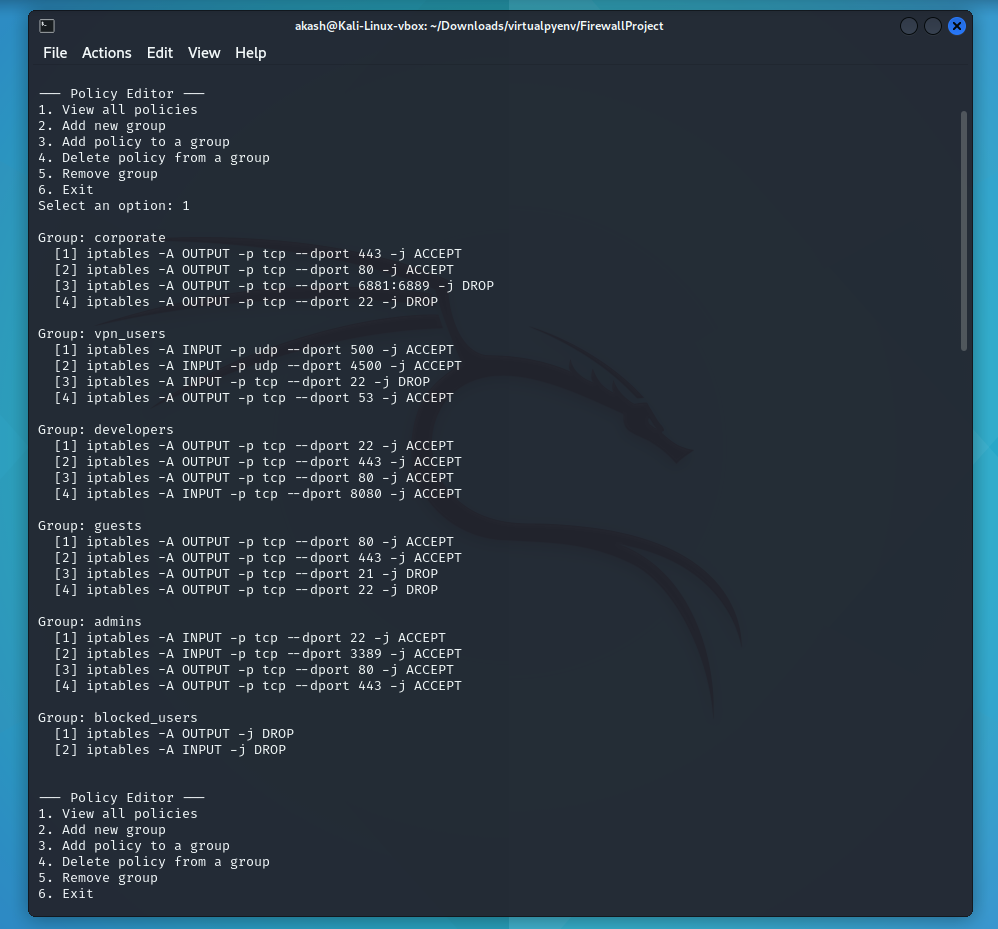 akash@Kali-Linux-vbox: ~/Downloads/virtualpyenv/FirewallProject
File Actions Edit View Help
--- Policy Editor ---
1. View all policies
2. Add new group
3. Add policy to a group
4. Delete policy from a group
5. Remove group
6. Exit
Select an option: 1
Group: corporate
[1] iptables -A OUTPUT -p tcp --dport 443 -j ACCEPT
[2] iptables -A OUTPUT -p tcp --dport 80 -j ACCEPT
[3] iptables -A OUTPUT -p tcp --dport 6881:6889 -j DROP
[4] iptables -A OUTPUT -p tcp --dport 22 -j DROP
Group: vpn_users
[1] iptables -A INPUT -p udp --dport 500 -j ACCEPT
[2] iptables -A INPUT -p udp --dport 4500 -j ACCEPT
[3] iptables -A INPUT -p tcp --dport 22 -j DROP
[4] iptables -A OUTPUT -p tcp --dport 53 -j ACCEPT
Group: developers
[1] iptables -A OUTPUT -p tcp --dport 22 -j ACCEPT
[2] iptables -A OUTPUT -p tcp --dport 443 -j ACCEPT
[3] iptables -A OUTPUT -p tcp --dport 80 -j ACCEPT
[4] iptables -A INPUT -p tcp --dport 8080 -j ACCEPT
Group: guests
[1] iptables -A OUTPUT -p tcp --dport 80 -j ACCEPT
[2] iptables -A OUTPUT -p tcp --dport 443 -j ACCEPT
[3] iptables -A OUTPUT -p tcp --dport 21 -j DROP
[4] iptables -A OUTPUT -p tcp --dport 22 -j DROP
Group: admins
[1] iptables -A INPUT -p tcp --dport 22 -j ACCEPT
[2] iptables -A INPUT -p tcp --dport 3389 -j ACCEPT
[3] iptables -A OUTPUT -p tcp --dport 80 -j ACCEPT
[4] iptables -A OUTPUT -p tcp --dport 443 -j ACCEPT
Group: blocked_users
[1] iptables -A OUTPUT -j DROP
[2] iptables -A INPUT -j DROP
--- Policy Editor ---
1. View all policies
2. Add new group
3. Add policy to a group
4. Delete policy from a group
5. Remove group
6. Exit